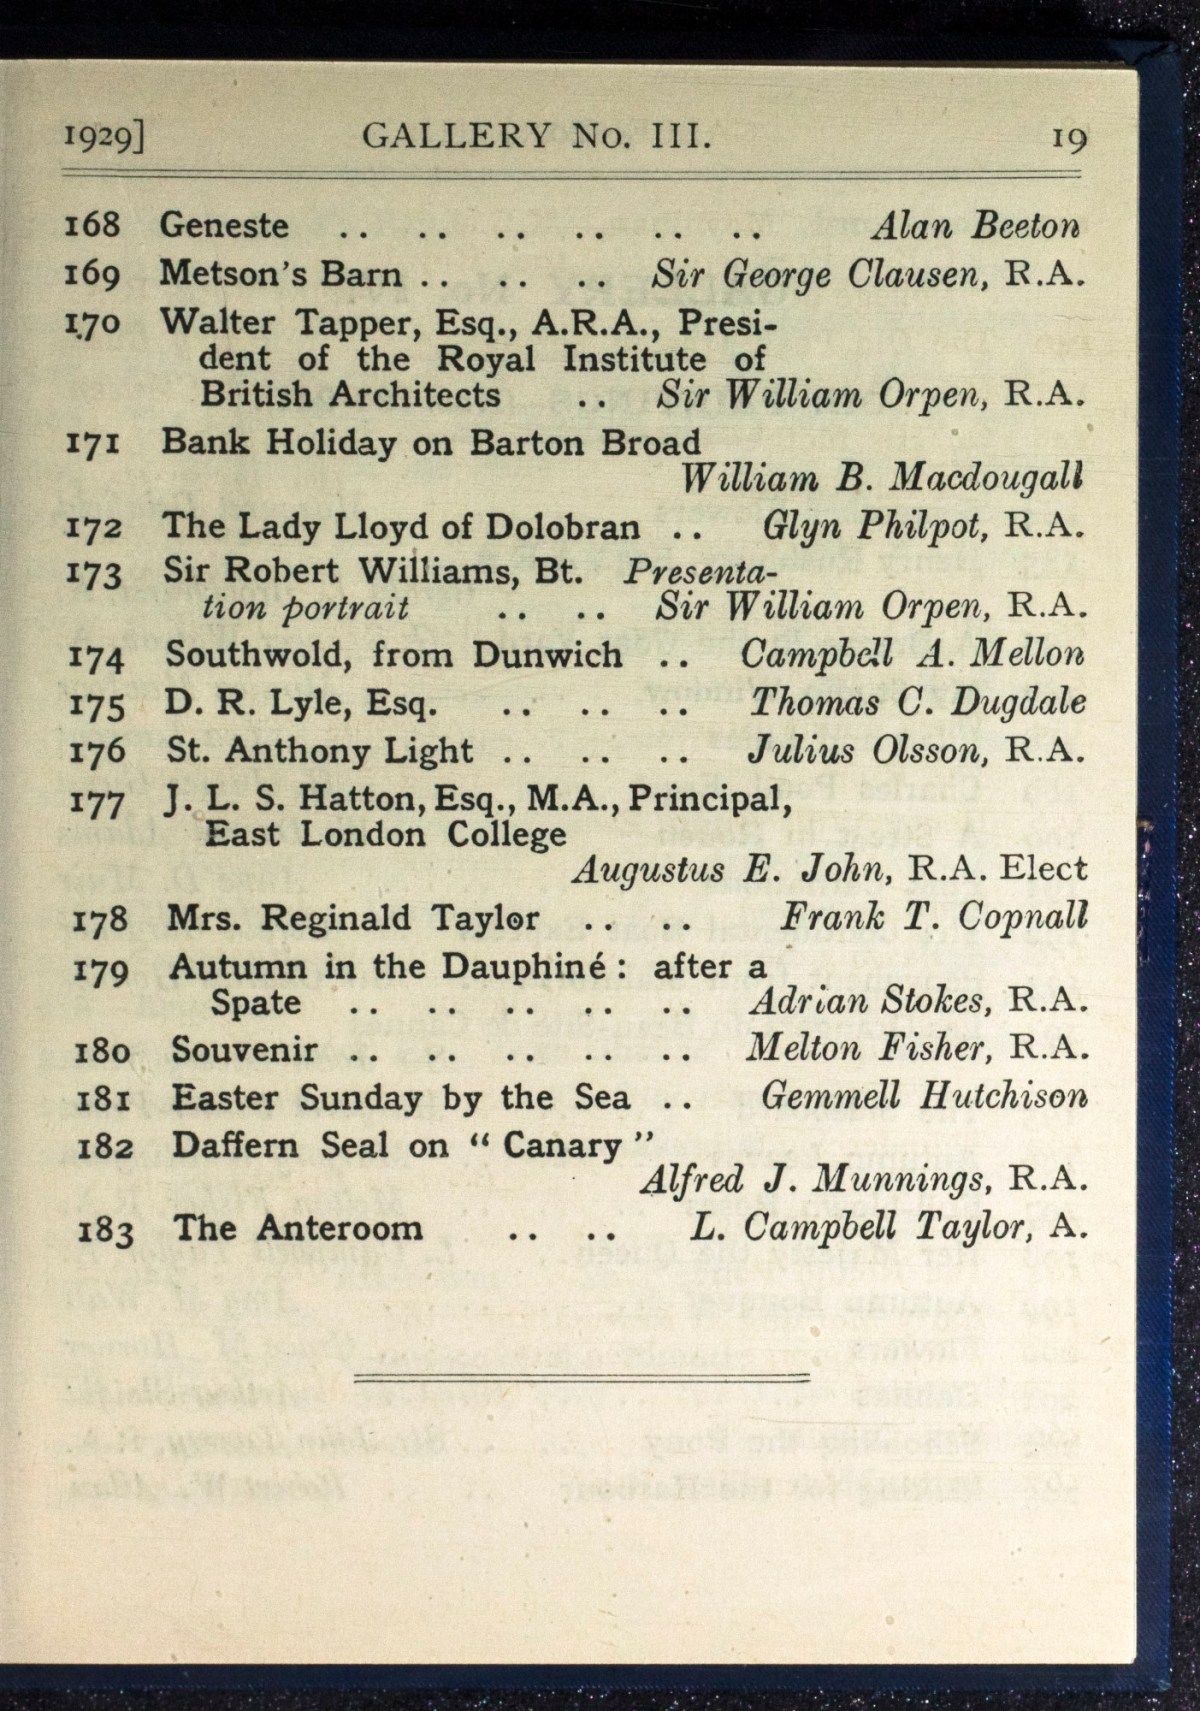 1929] GALLERY No. III. 19
168 Geneste .. .. .. .. .. .. Alan Beeton
169 Metson's Barn .. .. .. Sir George Clausen, R.A.
170 Walter Tapper, Esq., A.R.A., Presi-
dent of the Royal Institute of
British Architects .. Sir William Orpen, R.A.
171 Bank Holiday on Barton Broad
William B. Macdougall
172 The Lady Lloyd of Dolobran .. Glyn Philpot, R.A.
173 Sir Robert Williams, Bt. Presenta-
tion portrait .. .. Sir William Orpen, R.A.
174 Southwold, from Dunwich .. Campbell A. Mellon
175 D. R. Lyle, Esq. .. .. .. Thomas C. Dugdale
176 St. Anthony Light .. .. .. Julius Olsson, R.A.
177 J. L. S. Hatton, Esq., M.A., Principal,
East London College
Augustus E. John, R.A. Elect
178 Mrs. Reginald Taylor .. .. Frank T. Copnall
179 Autumn in the Dauphiné : after a
Spate .. .. .. .. .. Adrian Stokes, R.A.
180 Souvenir .. .. .. .. .. Melton Fisher, R.A.
181 Easter Sunday by the Sea .. Gemmell Hutchison
182 Daffern Seal on “ Canary ”
Alfred J. Munnings, R.A.
183 The Anteroom .. .. L. Campbell Taylor, A.